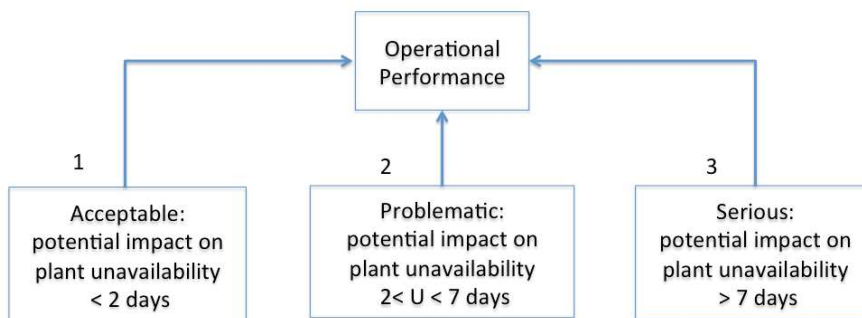 Operational
Performance
1
2
3
Acceptable:
potential impact on
plant unavailability
< 2 days
Problematic:
potential impact on
plant unavailability
2< U < 7 days
Serious:
potential impact on
plant unavailability
> 7 days